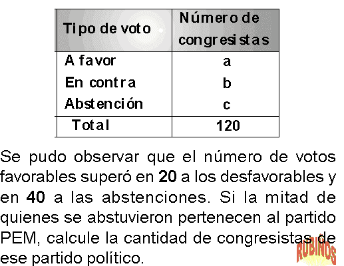 Tipo de voto Número de congresistas
A favor a
En contra b
Abstención c
Total 120
Se pudo observar que el número de votos
favorables superó en 20 a los desfavorables y
en 40 a las abstenciones. Si la mitad de
quienes se abstuvieron pertenecen al partido
PEM, calcule la cantidad de congresistas de
ese partido político.
RUBIÑOS